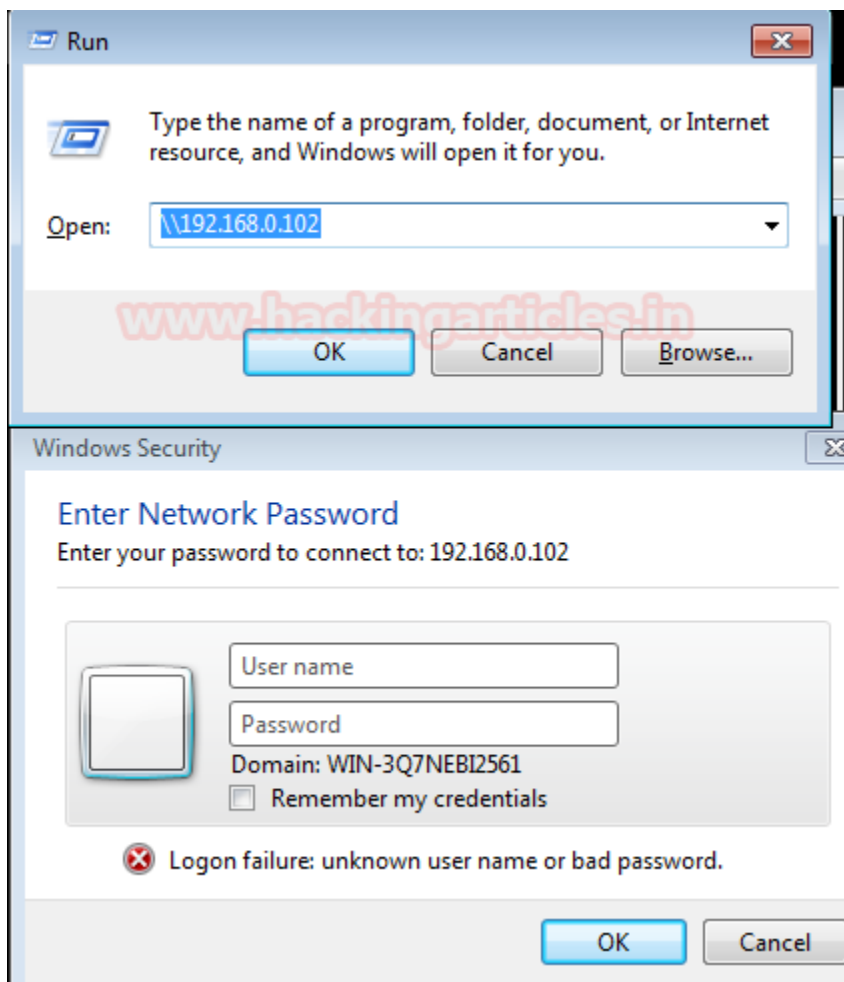 Run
Type the name of a program, folder, document, or Internet
resource, and Windows will open it for you.
Open: \\192.168.0.102
www.hackingarticles.in
OK Cancel Browse...
Windows Security
Enter Network Password
Enter your password to connect to: 192.168.0.102
User name
Password
Domain: WIN-3Q7NEBI2561
Remember my credentials
Logon failure: unknown user name or bad password.
OK Cancel